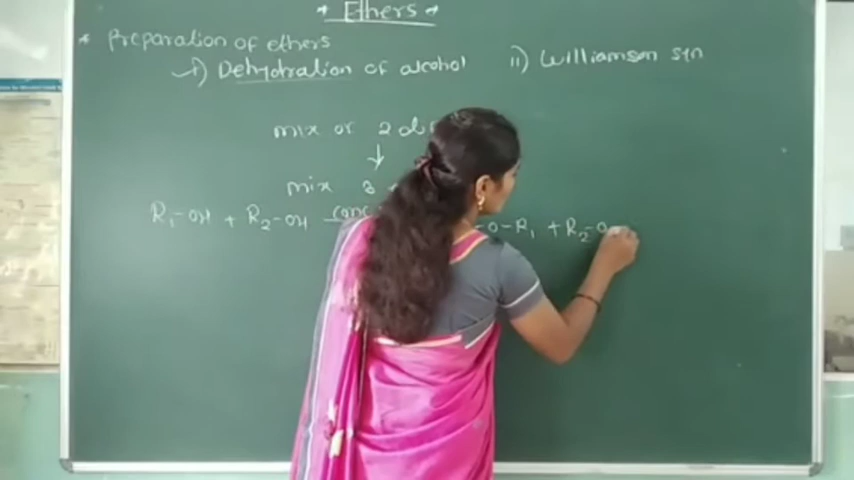 * Ethers *
* Preparation of ethers
i) Dehydration of alcohol ii) Williamson syn
mix or 2
↓
mix 3
R1-OH + R2-OH conc -O-R1 + R2-O